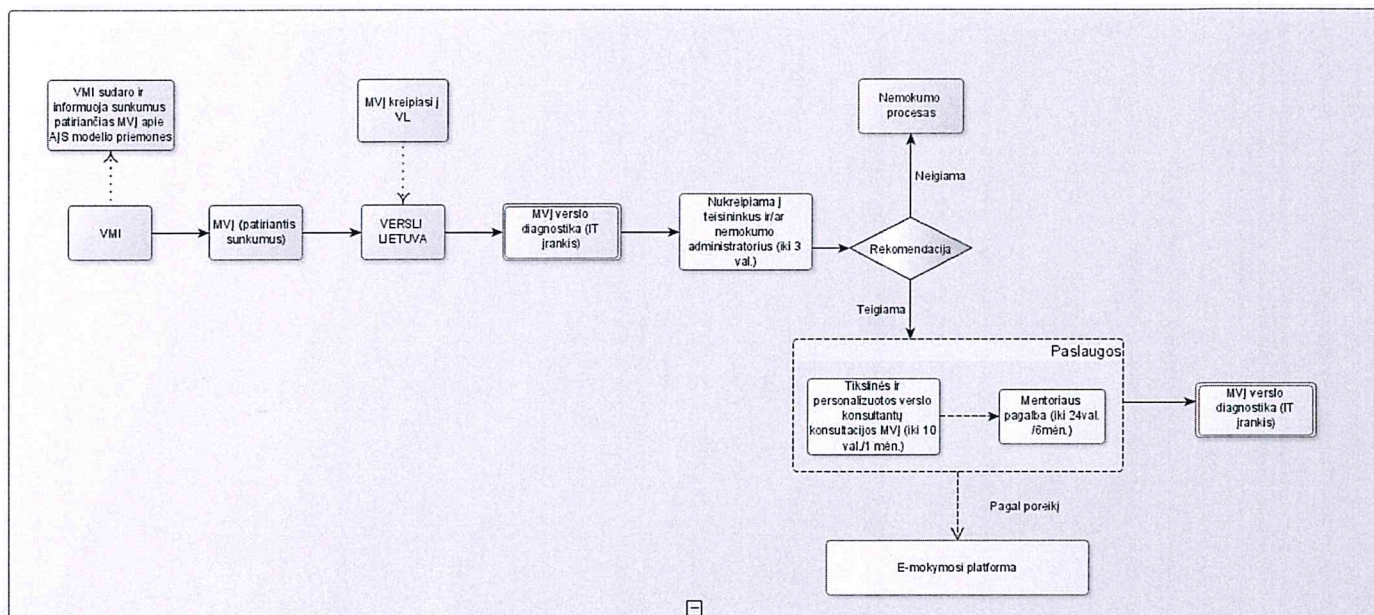 VMI sudaro ir
informuoja sunkumus
patiriančias MVĮ apie
AJS modelio priemones
MVĮ kreipiasi į
VL
Nemokumo
procesas
Neigiama
VMI
MVĮ (patiriantis
sunkumus)
VERSLI
LIETUVA
MVĮ verslo
diagnostika (IT
įrankis)
Nukreipiama į
teisininkus ir/ar
nemokumo
administratorius (iki 3
val.)
Rekomendacija
Teigiama
Paslaugos
Tikslinės ir
personalizuotos verslo
konsultantų
konsultacijos MVĮ (iki 10
val./1 mėn.)
Mentoriaus
pagalba (iki 24val.
/6mėn.)
MVĮ verslo
diagnostika (IT
įrankis)
Pagal poreikį
E-mokymosi platforma